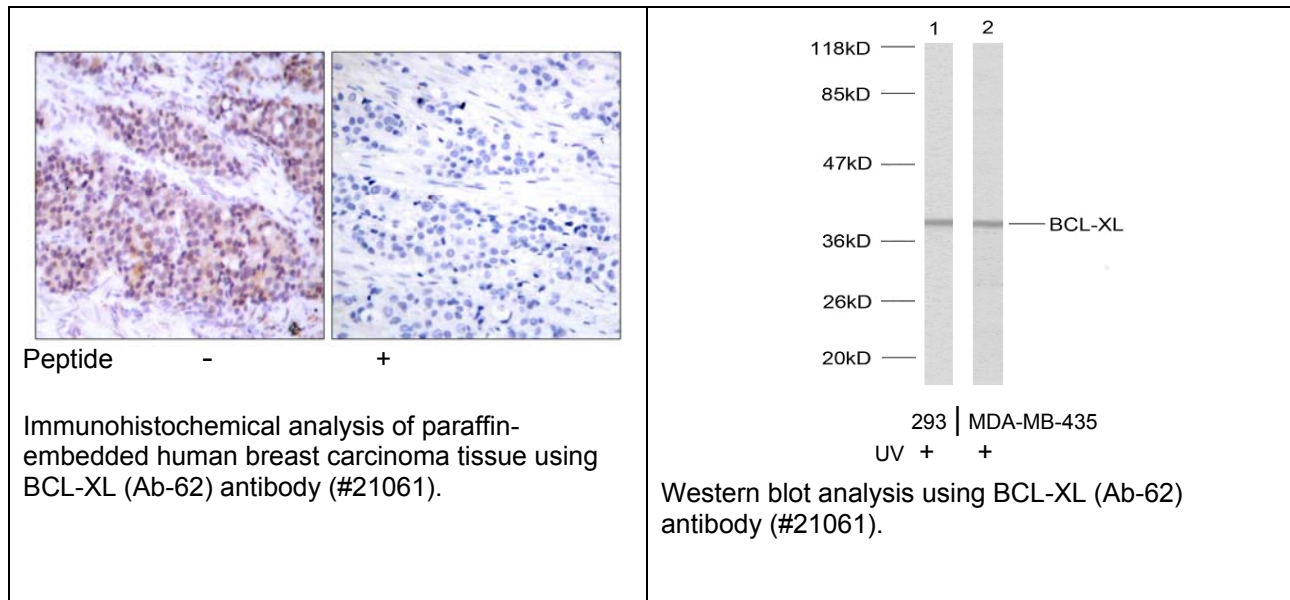 Peptide - +
Immunohistochemical analysis of paraffin-
embedded human breast carcinoma tissue using
BCL-XL (Ab-62) antibody (#21061).
1 2
118kD
85kD
47kD
BCL-XL
36kD
26kD
20kD
293 | MDA-MB-435
UV + +
Western blot analysis using BCL-XL (Ab-62)
antibody (#21061).